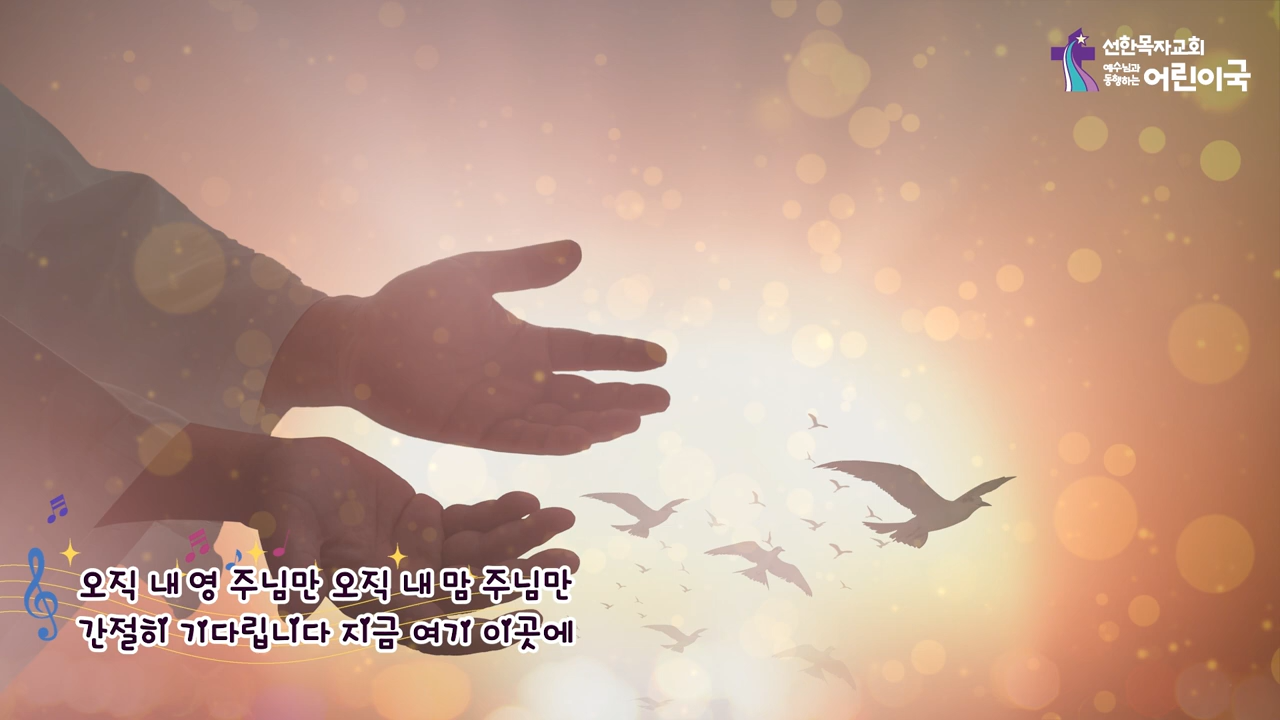 선한목자교회
예수님과
동행하는 어린이국
오직 내 영 주님만 오직 내 맘 주님만
간절히 기다립니다 지금 여기 이곳에